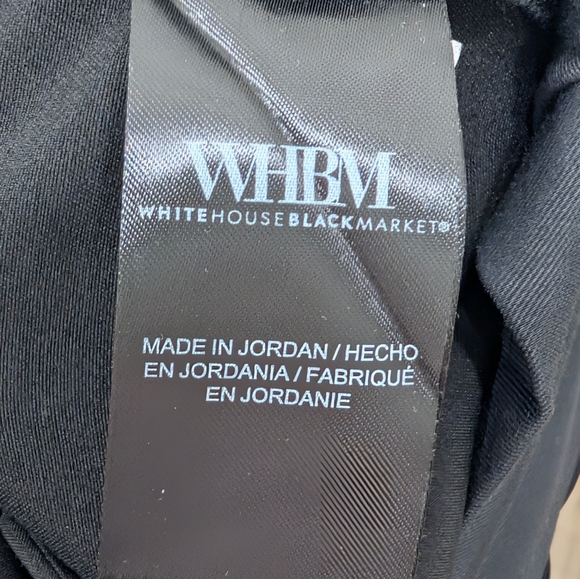 WHBM
WHITEHOUSEBLACKMARKET®
MADE IN JORDAN / HECHO
EN JORDANIA / FABRIQUÉ
EN JORDANIE